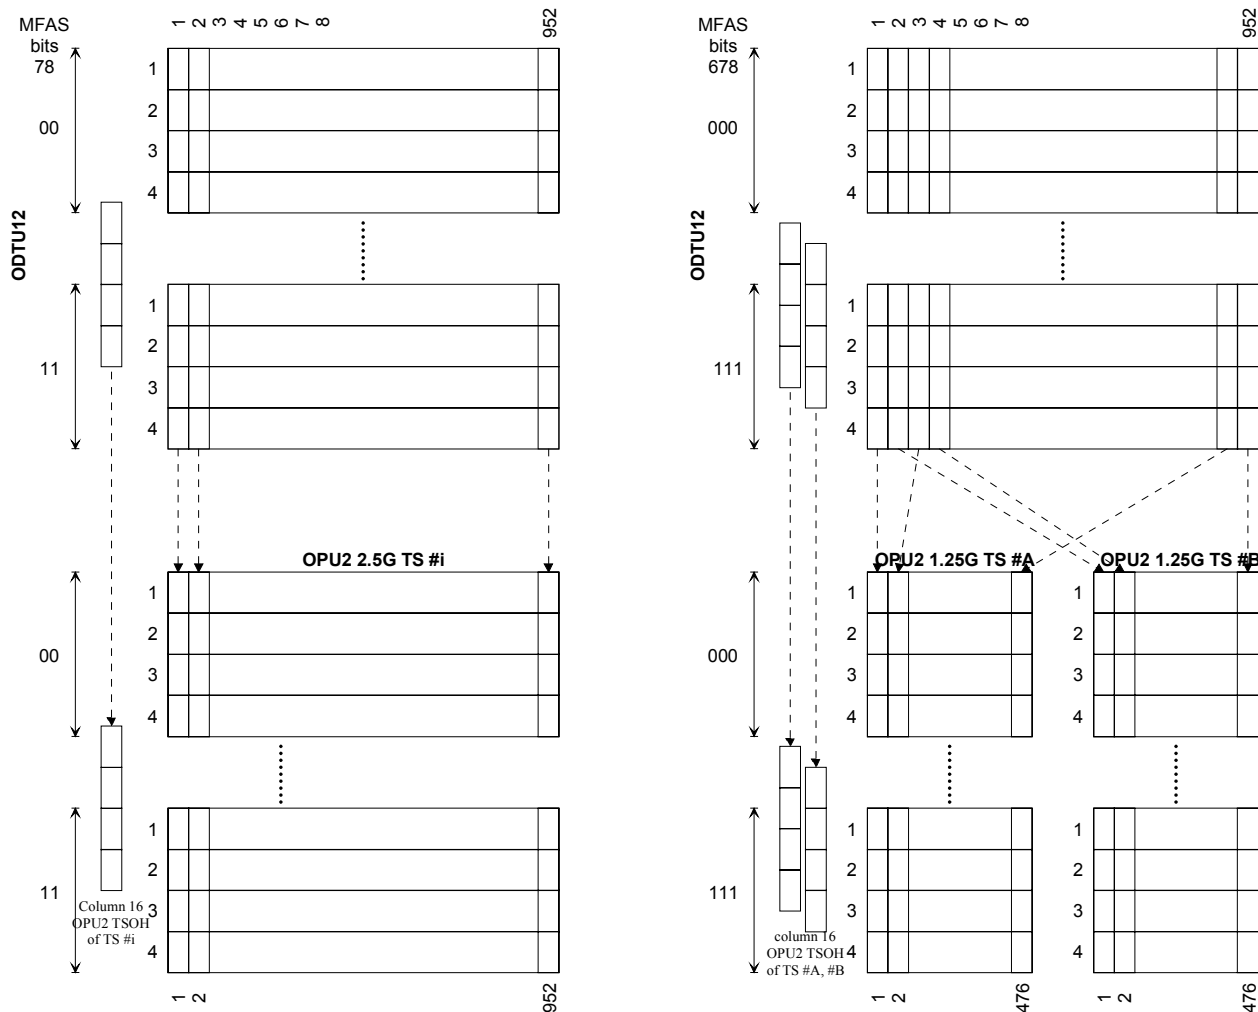 MFAS
bits
78
1 2 3 4 5 6 7 8 952
1
2
3
4
00
ODTU12
1
2
3
4
11
OPU2 2.5G TS #i
1
2
3
4
00
1
2
3
4
11
Column 16
OPU2 TSOH
of TS #i
1 2 952
MFAS
bits
678
1 2 3 4 5 6 7 8 952
1
2
3
4
000
ODTU12
1
2
3
4
111
OPU2 1.25G TS #A
OPU2 1.25G TS #B
1
2
3
4
000
1
2
3
4
1
2
3
4
111
1
2
3
4
column 16
OPU2 TSOH
of TS #A, #B
1 2 476
1 2 476